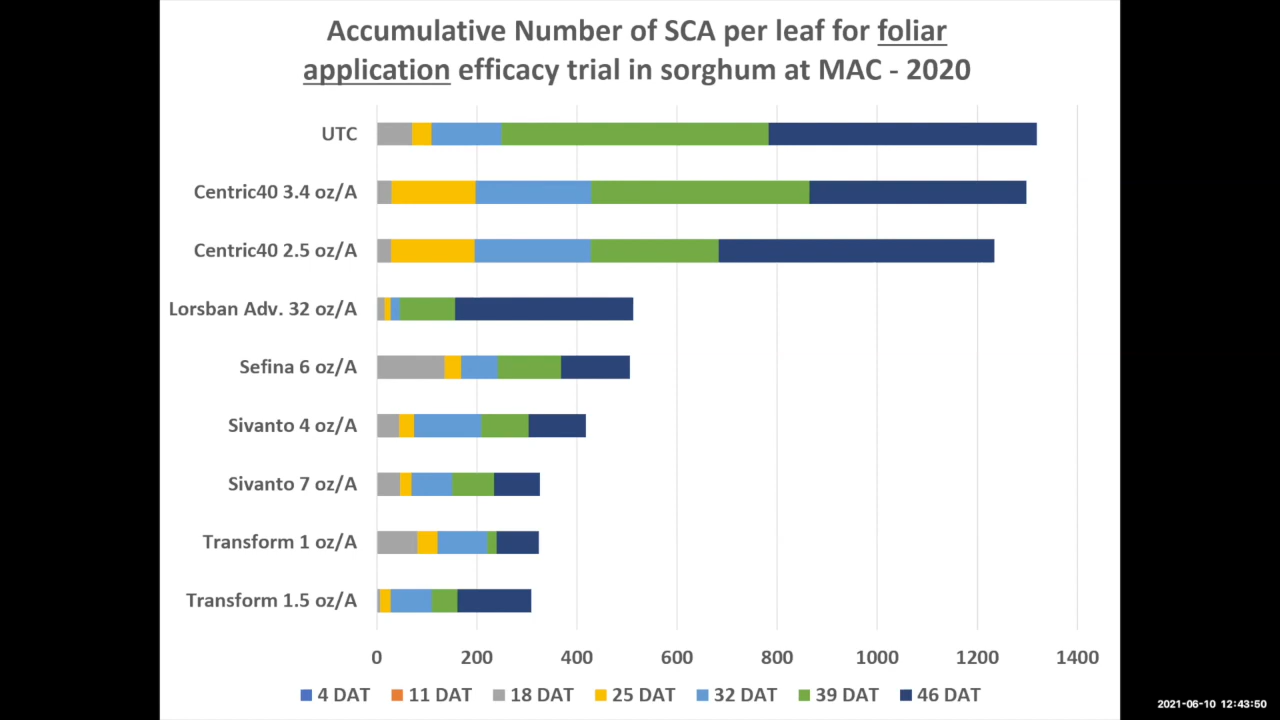 Accumulative Number of SCA per leaf for foliar
application efficacy trial in sorghum at MAC - 2020
UTC
Centric40 3.4 oz/A
Centric40 2.5 oz/A
Lorsban Adv. 32 oz/A
Sefina 6 oz/A
Sivanto 4 oz/A
Sivanto 7 oz/A
Transform 1 oz/A
Transform 1.5 oz/A
0 200 400 600 800 1000 1200 1400
4 DAT 11 DAT 18 DAT 25 DAT 32 DAT 39 DAT 46 DAT
2021-06-10 12:43:50